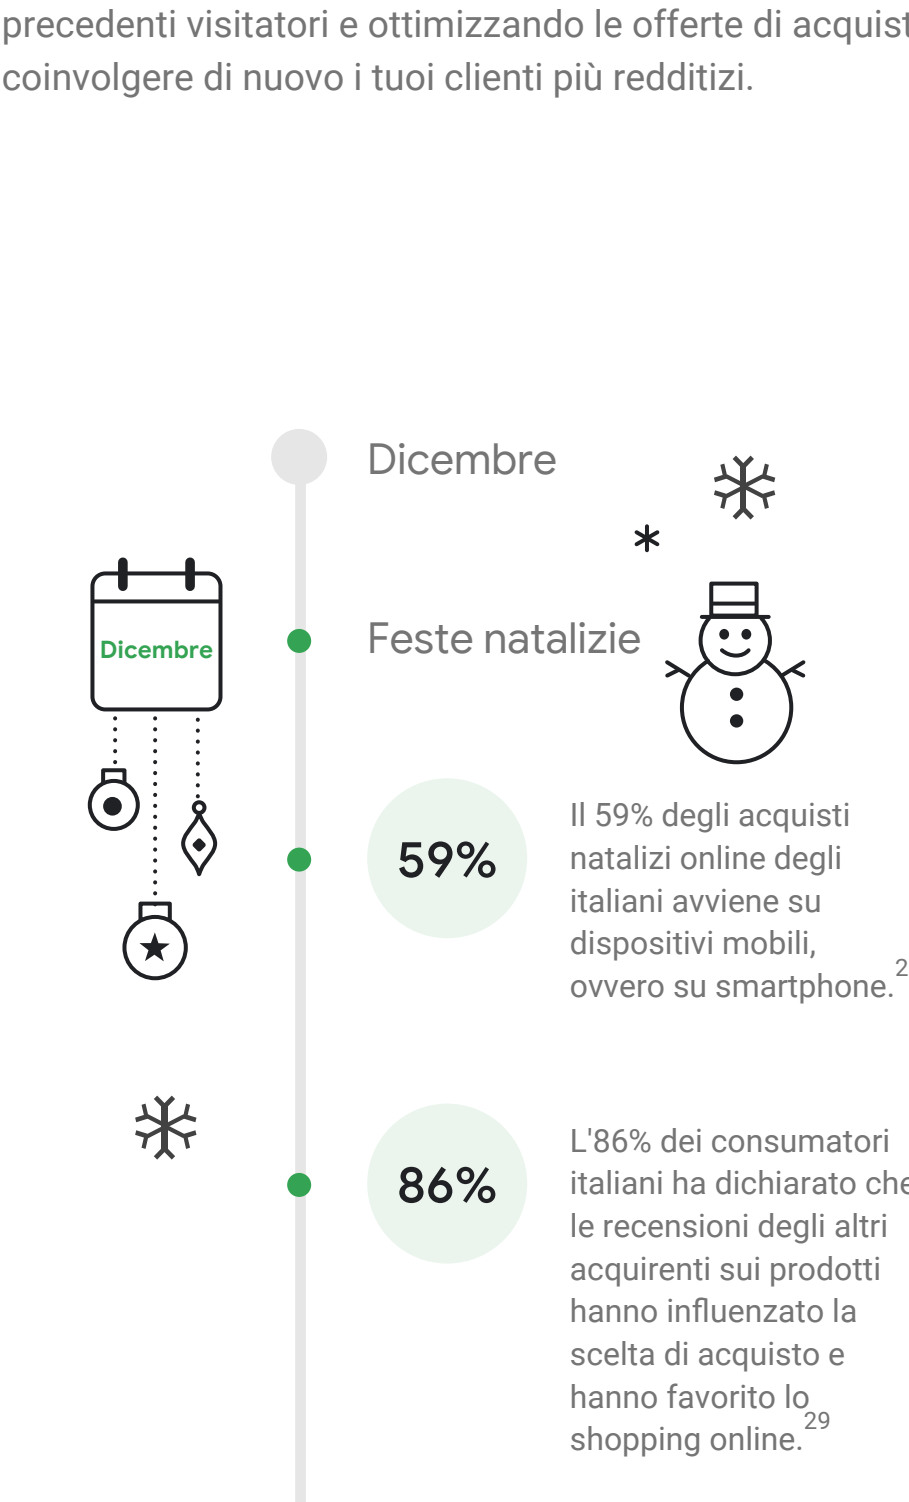 precedenti visitatori e ottimizzando le offerte di
coinvolgere di nuovo i tuoi clienti più redditizi.
Dicembre
Dicembre
Feste natalizie
59%
Il 59% degli acquisti
natalizi online degli
italiani avviene su
dispositivi mobili,
ovvero su smartphone.
86%
L'86% dei consumatori
italiani ha dichiarato che
le recensioni degli altri
acquirenti sui prodotti
hanno influenzato la
scelta di acquisto e
hanno favorito lo
shopping online.29